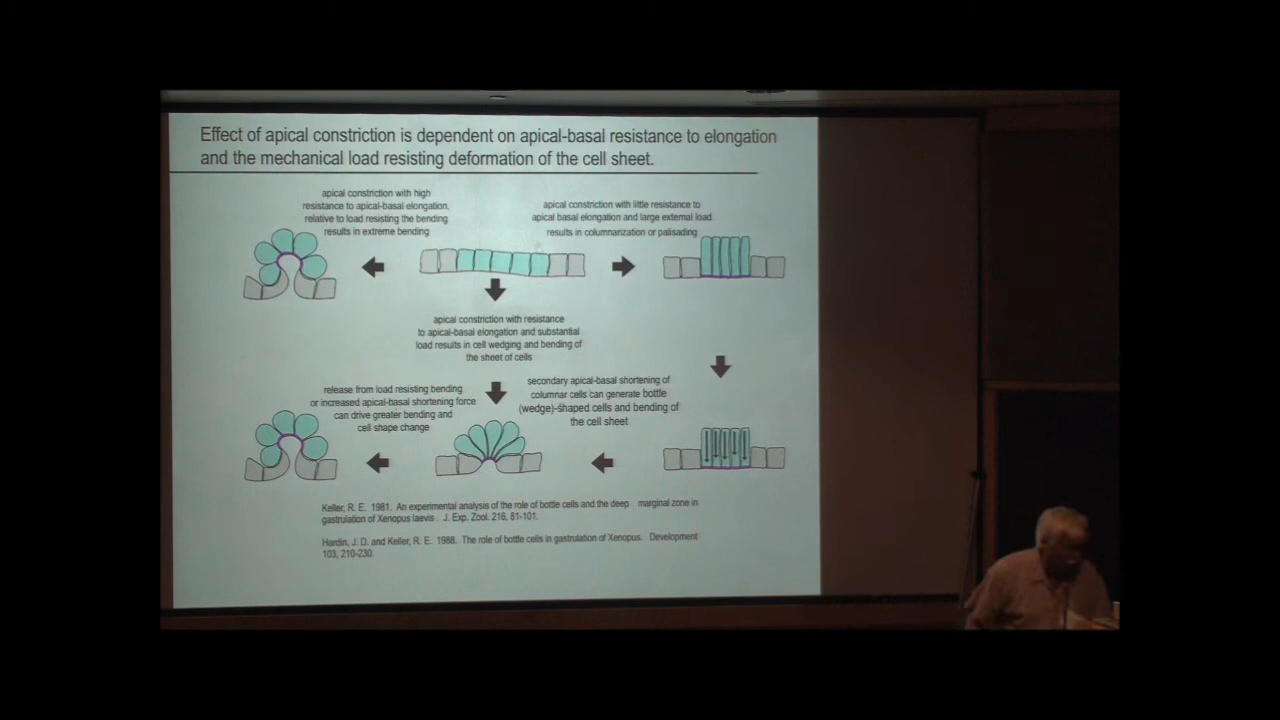 Effect of apical constriction is dependent on apical-basal resistance to elongation
and the mechanical load resisting deformation of the cell sheet.
apical constriction with high
resistance to apical-basal elongation,
relative to load resisting the bending
results in extreme bending
apical constriction with little resistance to
apical basal elongation and large external load
results in columnarization or palisading
apical constriction with resistance
to apical-basal elongation and substantial
load results in cell wedging and bending of
the sheet of cells
release from load resisting bending
or increased apical-basal shortening force
can drive greater bending and
cell shape change
secondary apical-basal shortening of
columnar cells can generate bottle
(wedge)-shaped cells and bending of
the cell sheet
Keller, R. E. 1981. An experimental analysis of the role of bottle cells and the deep marginal zone in
gastrulation of Xenopus laevis . J. Exp. Zool. 216, 81-101.
Hardin, J. D. and Keller, R. E. 1988. The role of bottle cells in gastrulation of Xenopus. Development
103, 210-230.